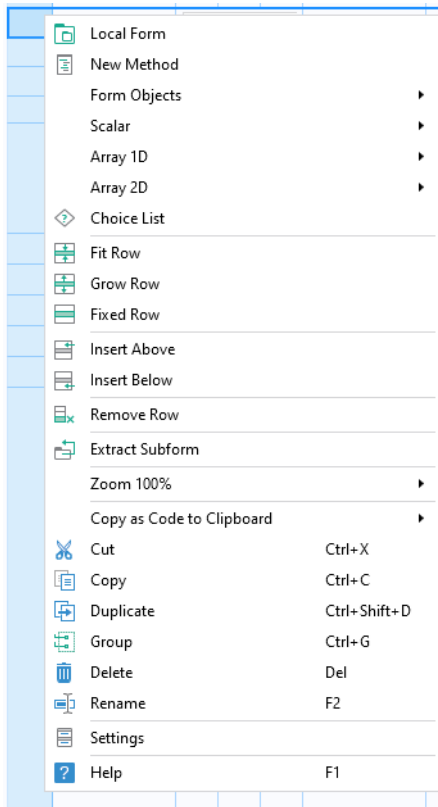 Local Form
New Method
Form Objects
Scalar
Array 1D
Array 2D
Choice List
Fit Row
Grow Row
Fixed Row
Insert Above
Insert Below
Remove Row
Extract Subform
Zoom 100%
Copy as Code to Clipboard
Cut Ctrl+X
Copy Ctrl+C
Duplicate Ctrl+Shift+D
Group Ctrl+G
Delete Del
Rename F2
Settings
Help F1